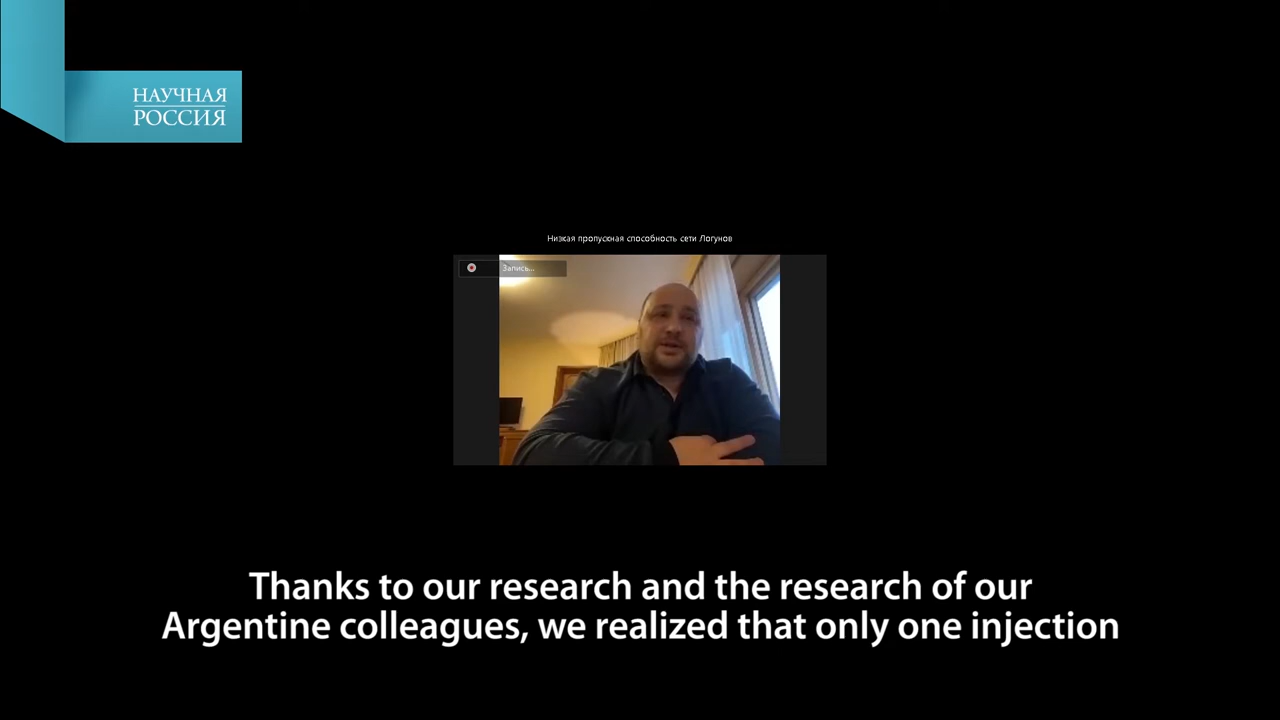 НАУЧНАЯ
РОССИЯ
Низкая пропускная способность сети Логунов
Запись...
Thanks to our research and the research of our
Argentine colleagues, we realized that only one injection